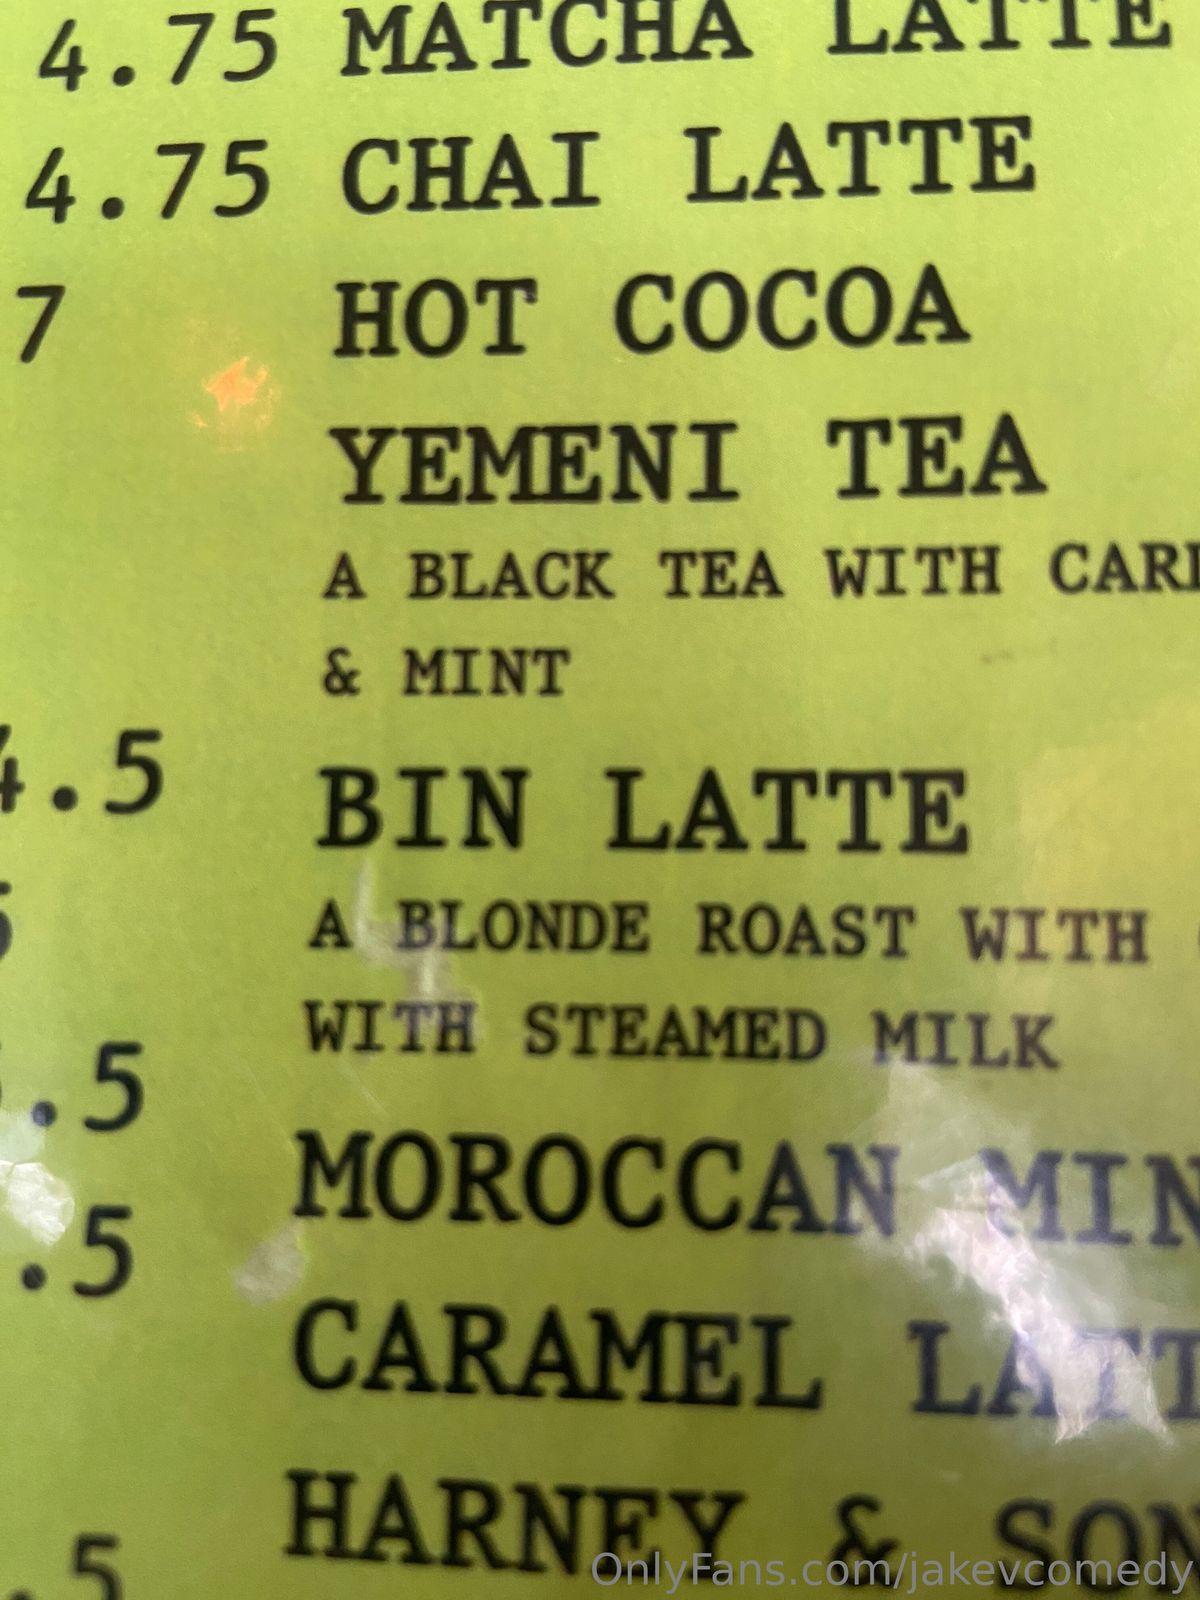 4.75 MATCHA LATTE
4.75 CHAI LATTE
7 HOT COCOA
YEMENI TEA
A BLACK TEA WITH
& MINT
4.5 BIN LATTE
A BLONDE ROAST WITH
WITH STEAMED MILK
.5 MOROCCAN
.5 CARAMEL
HARNEY &
.5
OnlyFans.com/jakevcomedy